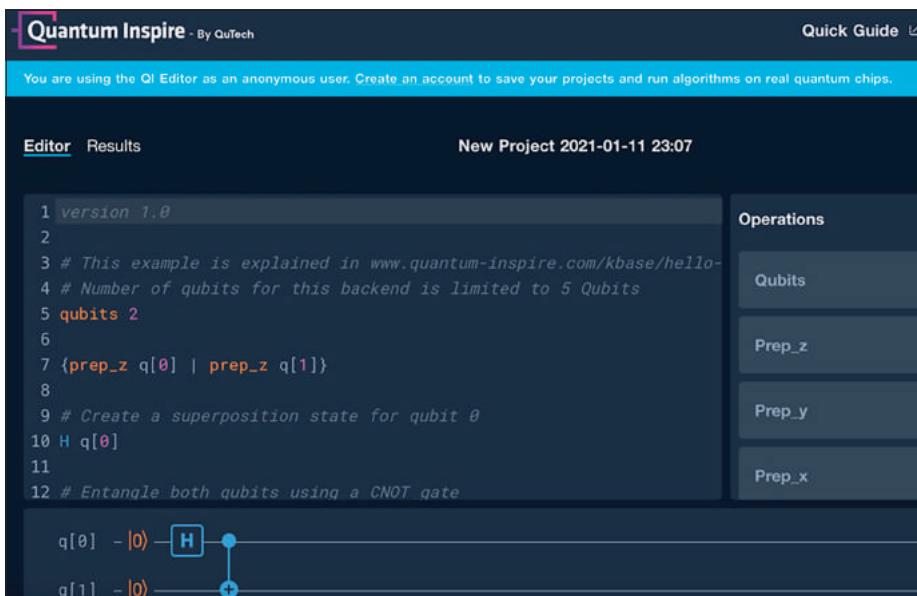 Quantum Inspire - By QuTech
Quick Guide
You are using the QI Editor as an anonymous user. Create an account to save your projects and run algorithms on real quantum chips.
Editor Results
New Project 2021-01-11 23:07
1 version 1.0
2
3 # This example is explained in www.quantum-inspire.com/kbase/hello-
4 # Number of qubits for this backend is limited to 5 Qubits
5 qubits 2
6
7 {prep_z q[0] | prep_z q[1]}
8
9 # Create a superposition state for qubit 0
10 H q[0]
11
12 # Entangle both qubits using a CNOT gate
Operations
Qubits
Prep_z
Prep_y
Prep_x
q[0] – |0⟩ H
q[1] – |0⟩